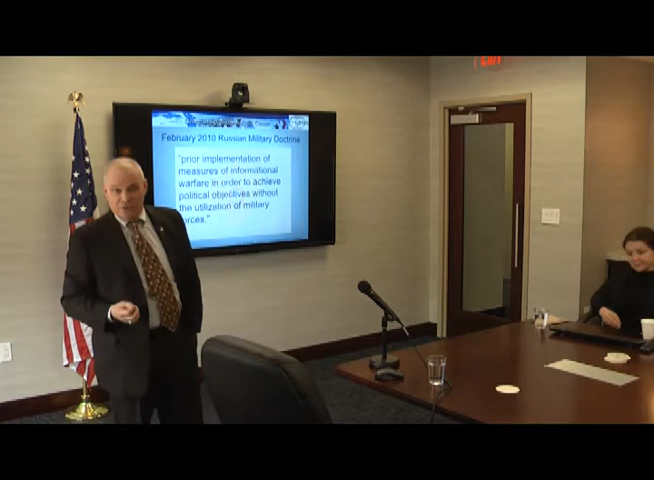 EXIT
February 2010 Russian Military Doctrine
"prior implementation of
measures of informational
warfare in order to achieve
political objectives without
the utilization of military
forces."